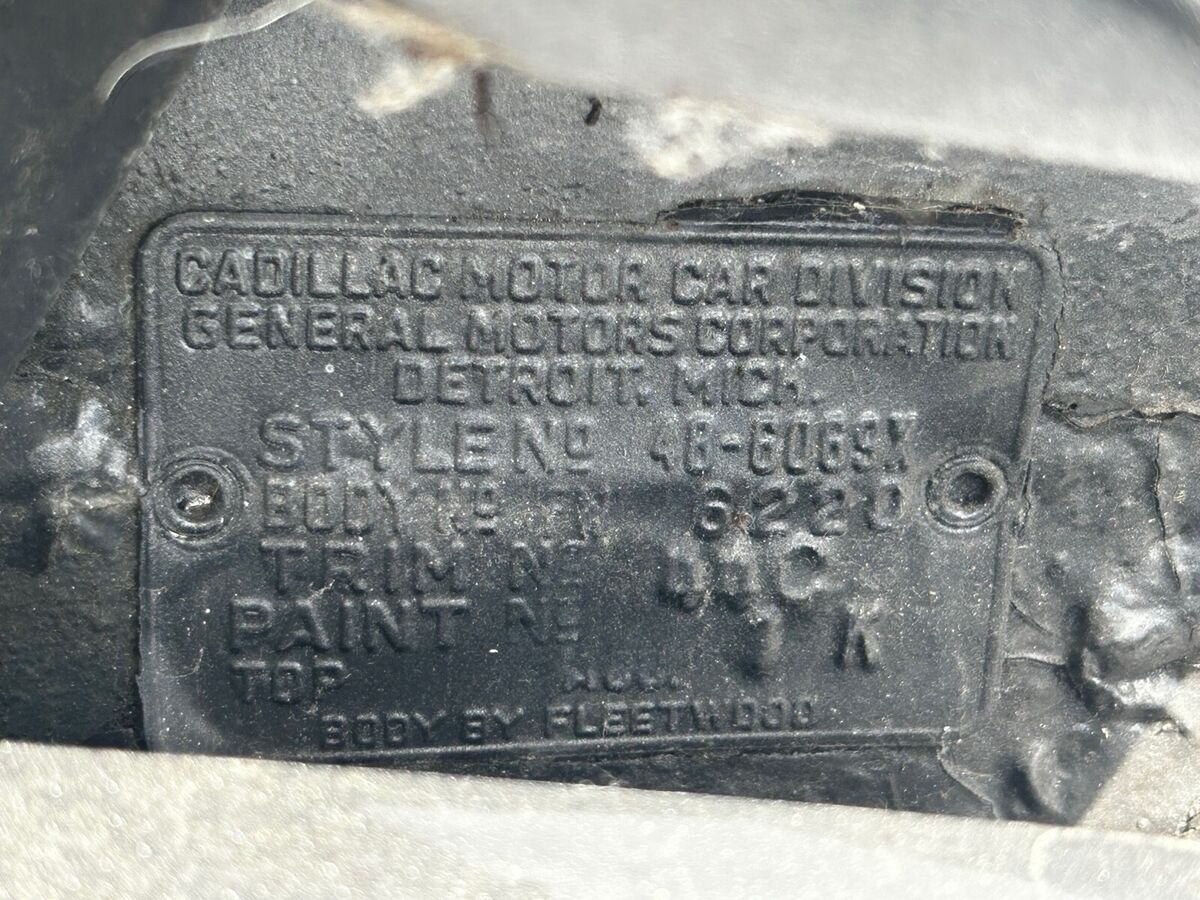 CADILLAC MOTOR CAR DIVISION
GENERAL MOTORS CORPORATION
DETROIT. MICH.
STYLE Nº 48-6069X
BODY Nº 6220
TRIM Nº
PAINT Nº 1 K
TOP
BODY BY FLEETWOOD